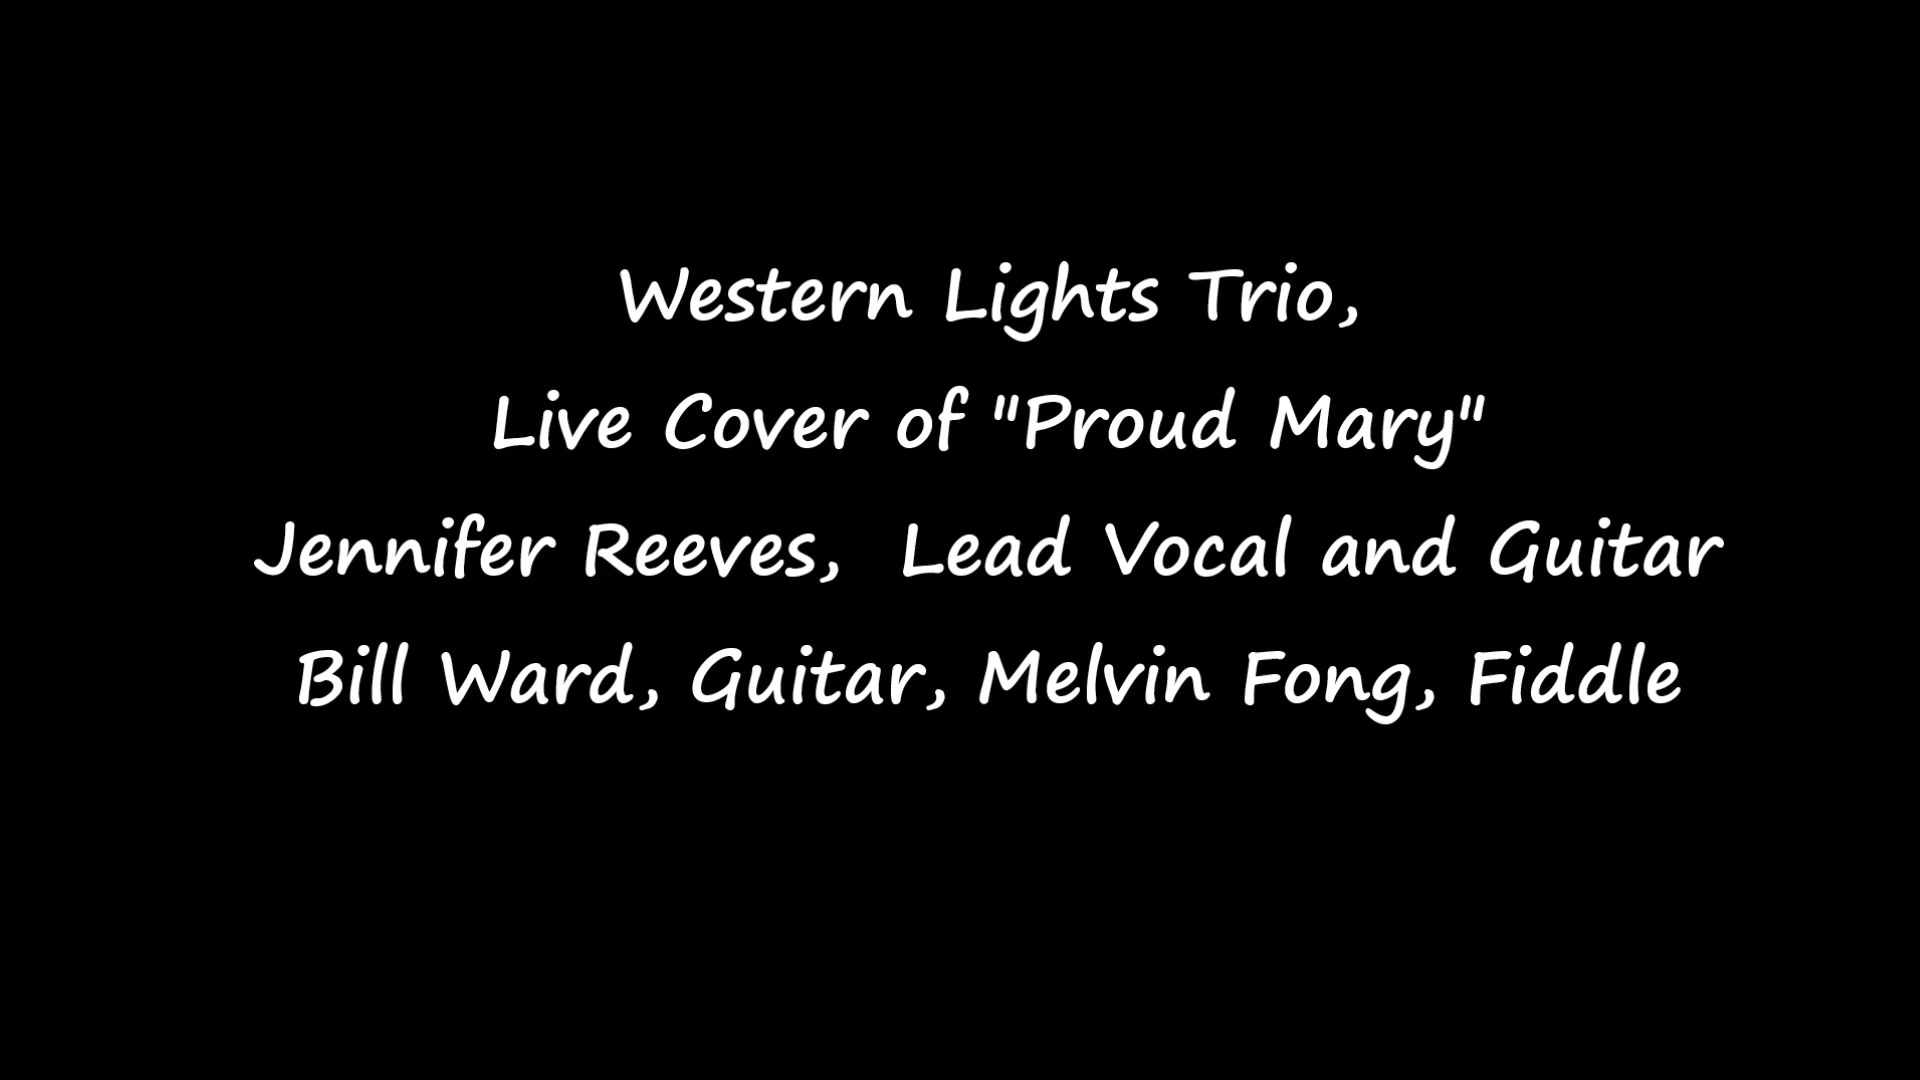 Western Lights Trio,
Live Cover of "Proud Mary"
Jennifer Reeves,  Lead Vocal and Guitar
Bill Ward, Guitar, Melvin Fong, Fiddle